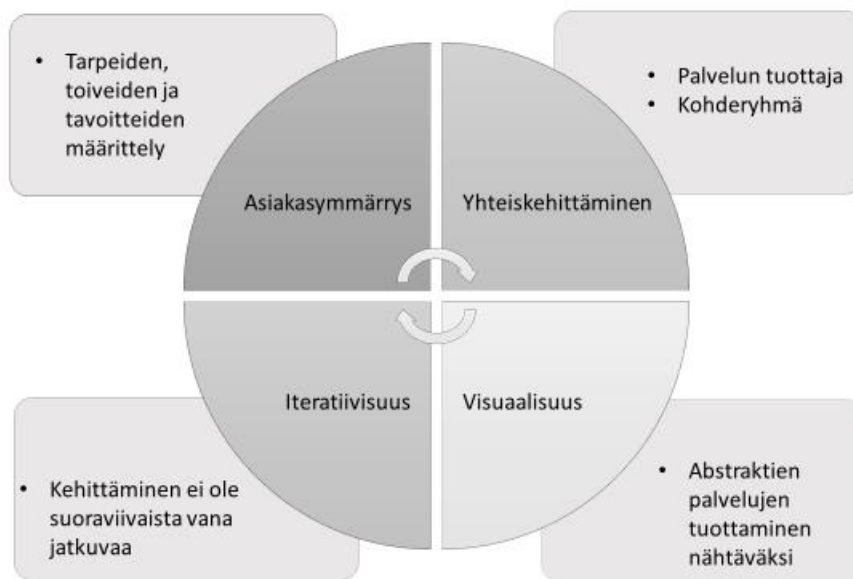 • Tarpeiden,
toiveiden ja
tavoitteiden
määrittely
• Palvelun tuottaja
• Kohderyhmä
Asiakasymmärrys
Yhteiskehittäminen
Iteratiivisuus
Visuaalisuus
• Kehittäminen ei ole
suoraviivaista vana
jatkuvaa
• Abstraktien
palvelujen
tuottaminen
nähtäväksi